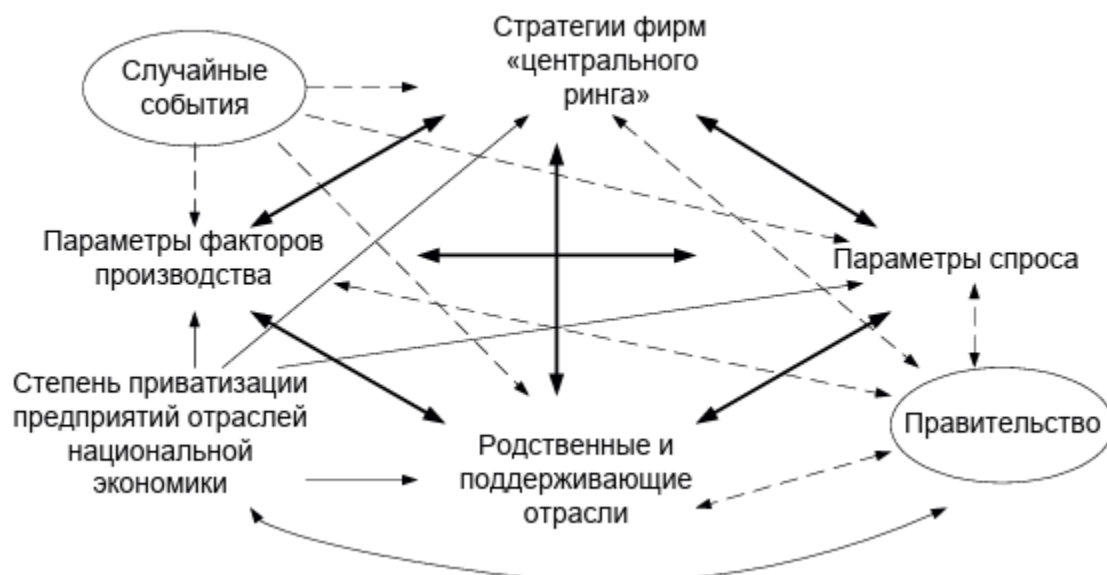 Стратегии фирм
«центрального
ринга»
Случайные
события
Параметры факторов
производства
Параметры спроса
Степень приватизации
предприятий отраслей
национальной
экономики
Родственные и
поддерживающие
отрасли
Правительство